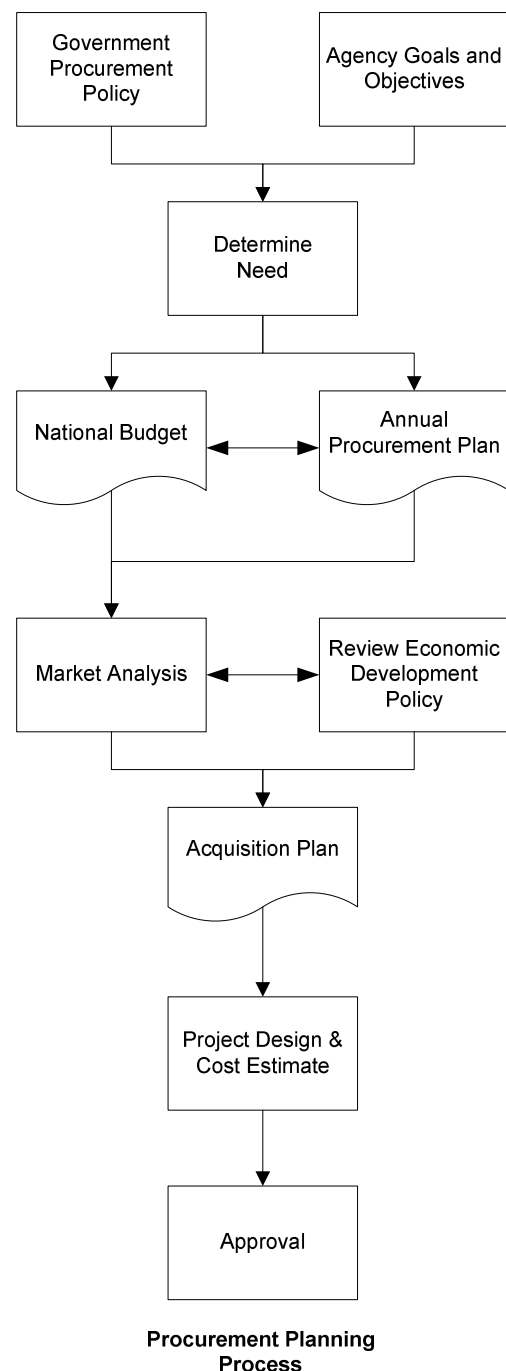 Government
Procurement
Policy
Agency Goals and
Objectives
Determine
Need
National Budget
Annual
Procurement Plan
Market Analysis
Review Economic
Development
Policy
Acquisition Plan
Project Design &
Cost Estimate
Approval
Procurement Planning
Process